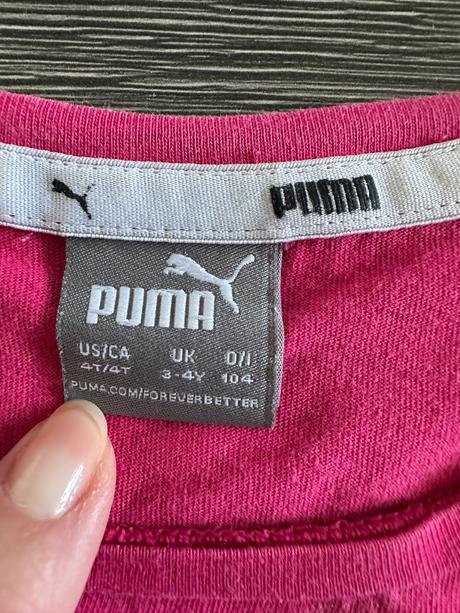 PUMA
PUMA
US/CA UK D/I
4T/4T 3-4Y 104
PUMA.COM/FOREVERBETTER